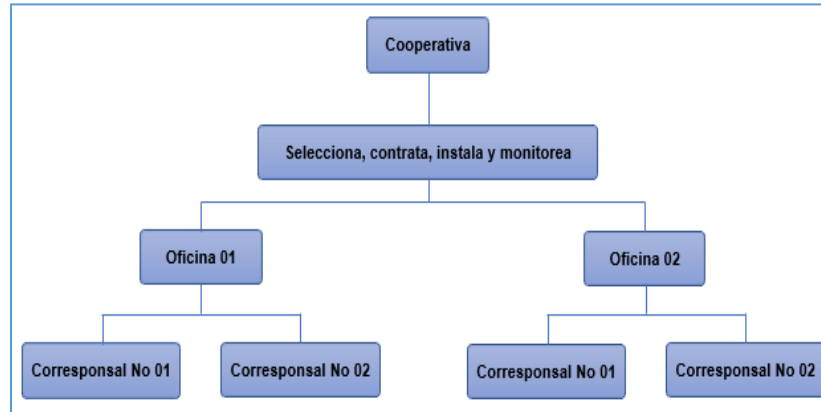 Cooperativa
Selecciona, contrata, instala y monitorea
Oficina 01
Oficina 02
Corresponsal No 01
Corresponsal No 02
Corresponsal No 01
Corresponsal No 02